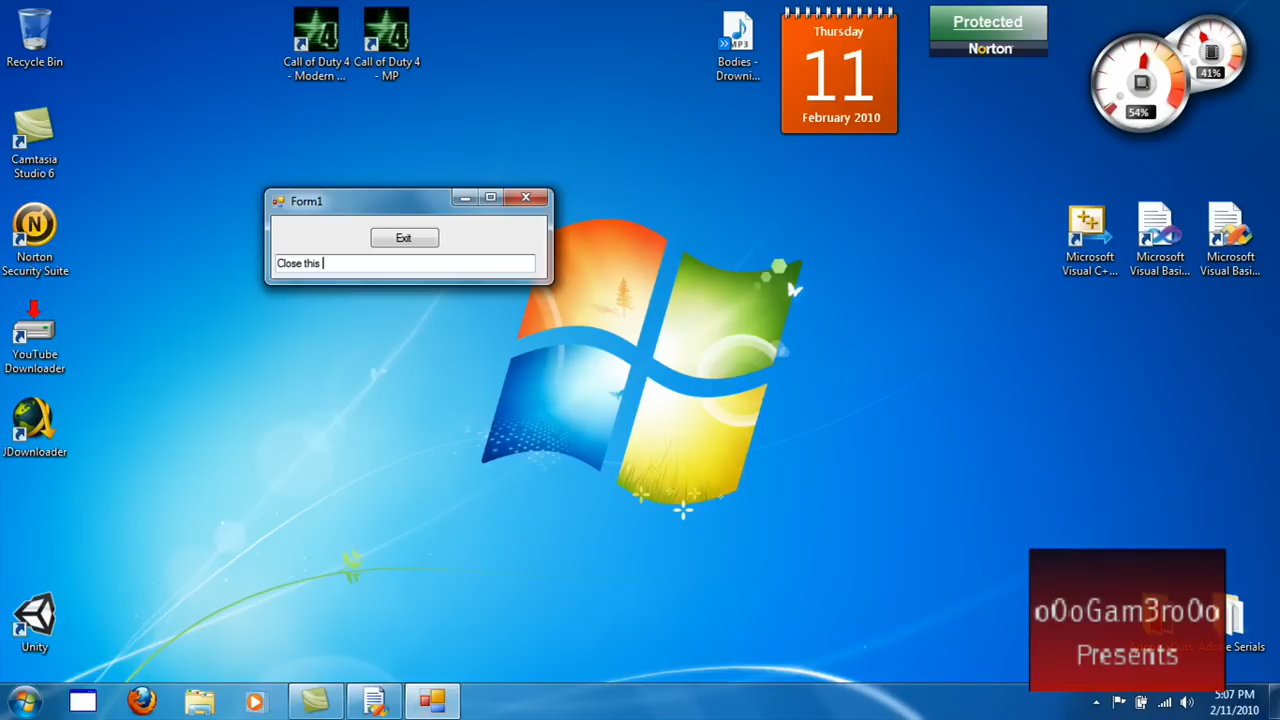 Recycle Bin
Call of Duty 4
- Modern ...
Call of Duty 4
- MP
MP3
Bodies -
Drowni...
Thursday
11
February 2010
Protected
Norton
54%
41%
Camtasia
Studio 6
Norton
Security Suite
YouTube
Downloader
JDownloader
Unity
Form1
Exit
Close this
Microsoft
Visual C+...
Microsoft
Visual Basi...
Microsoft
Visual Basi...
o0oGam3ro0o
Presents
Adobe Serials
5:07 PM
2/11/2010